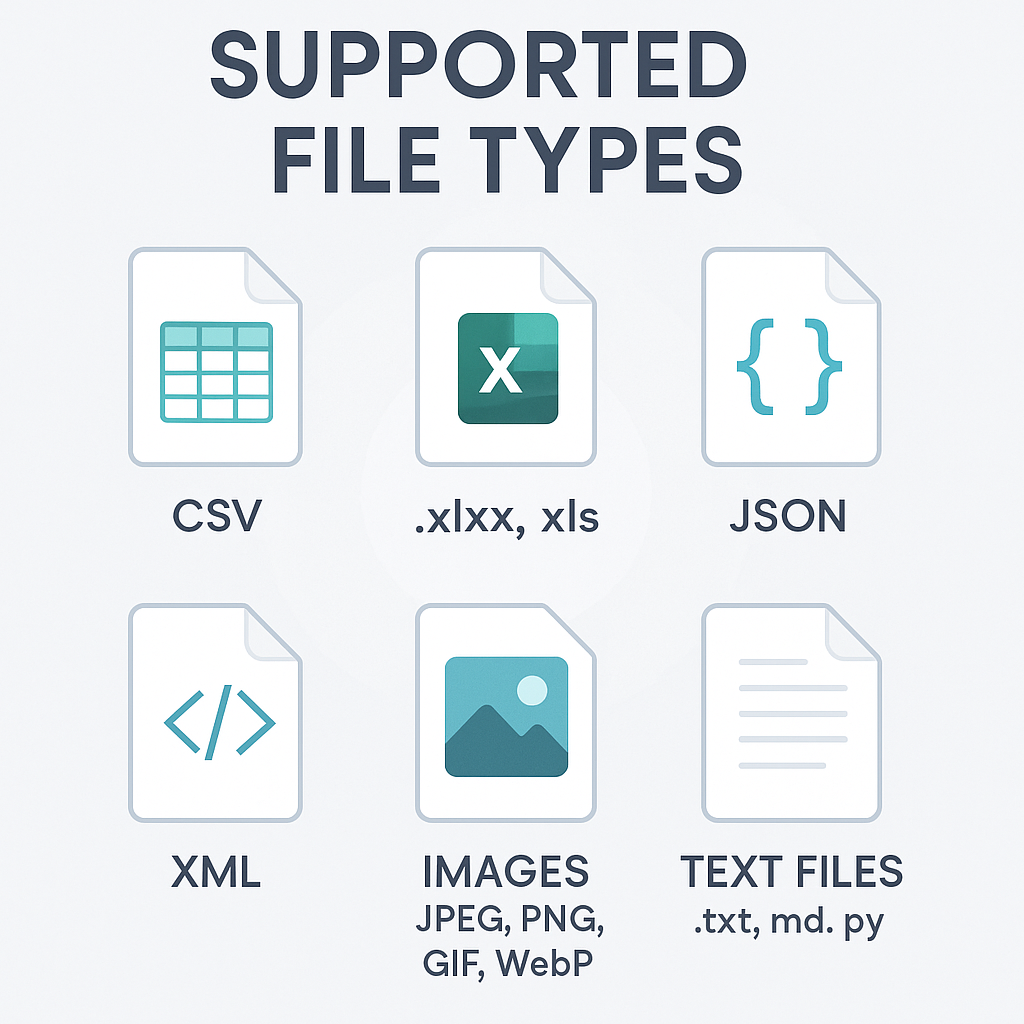 SUPPORTED
FILE TYPES
X
CSV
.xlxx, xls
{ }
JSON
</>
XML
IMAGES
JPEG, PNG,
GIF, WebP
TEXT FILES
.txt, md. py